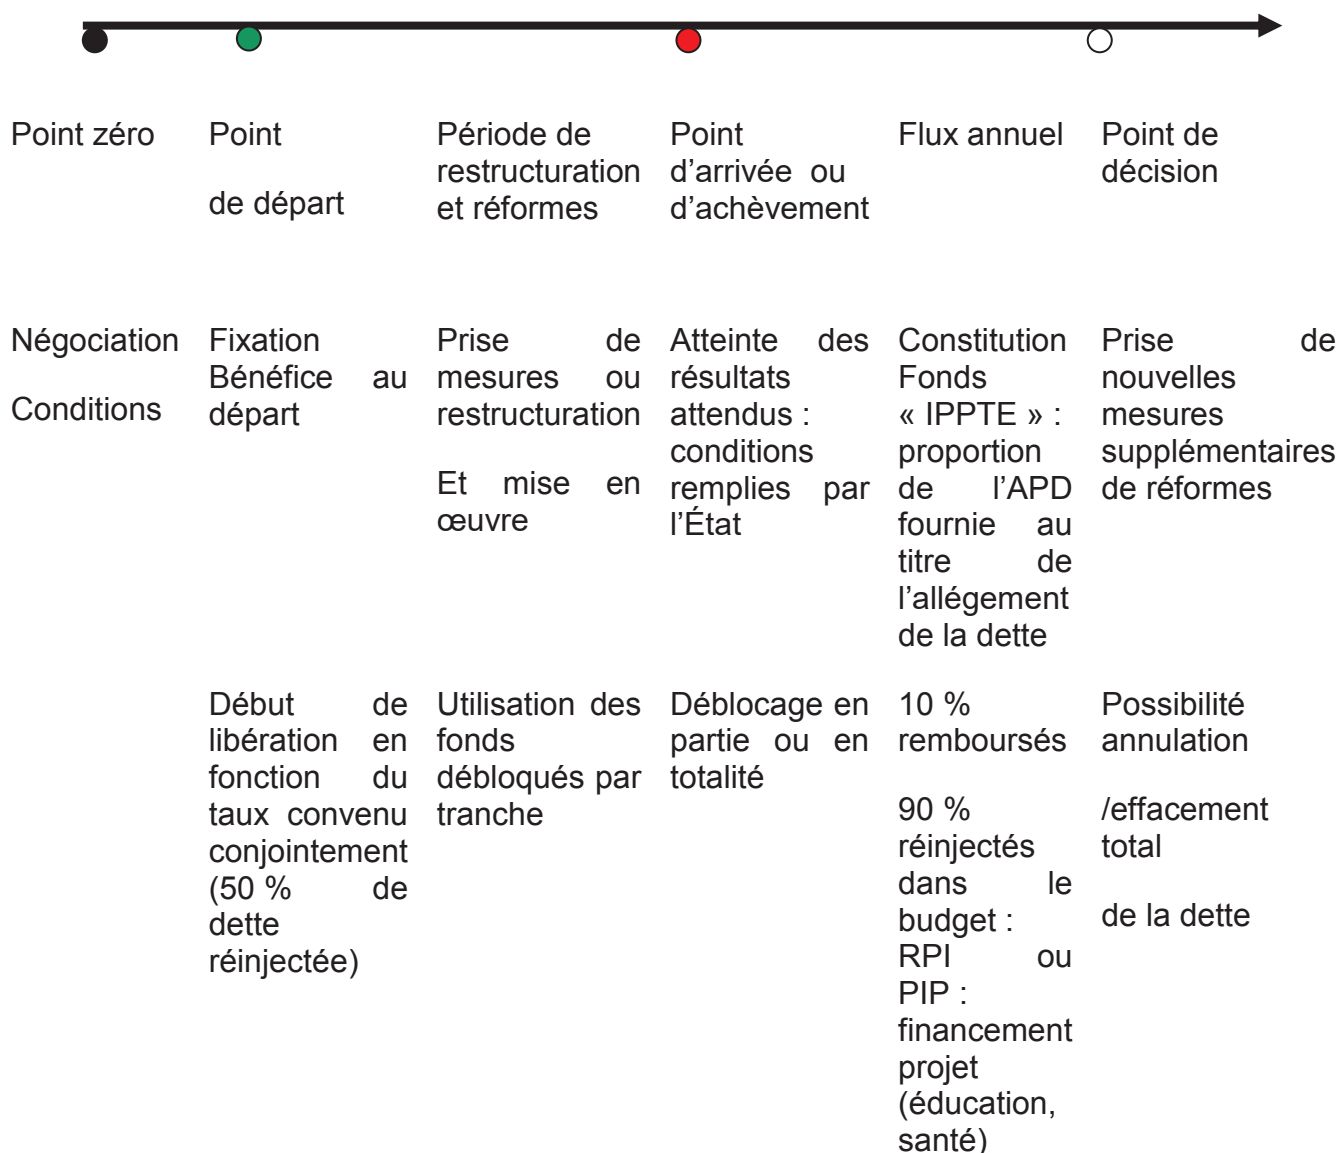 Point zéro
Point
de départ
Période de
restructuration
et réformes
Point
d’arrivée ou
d’achèvement
Flux annuel
Point de
décision
Négociation
Conditions
Fixation
Bénéfice au
départ
Prise de
mesures ou
restructuration
Et mise en
œuvre
Atteinte des
résultats
attendus :
conditions
remplies par
l’État
Constitution
Fonds
« IPPTE » :
proportion
de l’APD
fournie au
titre de
l’allégement
de la dette
Prise de
nouvelles
mesures
supplémentaires
de réformes
Début de
libération en
fonction du
taux convenu
conjointement
(50 % de
dette
réinjectée)
Utilisation des
fonds
débloqués par
tranche
Déblocage en
partie ou en
totalité
10 %
remboursés
90 %
réinjectés
dans le
budget :
RPI ou
PIP :
financement
projet
(éducation,
santé)
Possibilité
annulation
/effacement
total
de la dette